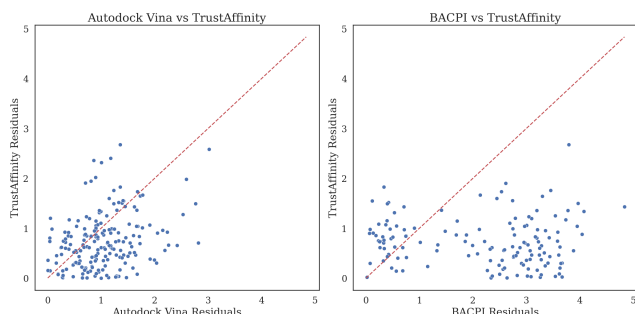 Autodock Vina vs TrustAffinity
5
4
3
2
1
0
TrustAffinity Residuals
0 1 2 3 4 5
Autodock Vina Residuals
BACPI vs TrustAffinity
5
4
3
2
1
0
TrustAffinity Residuals
0 1 2 3 4 5
BACPI Residuals